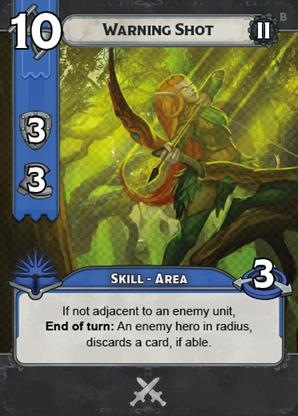 10
WARNING SHOT
II
B
3
3
SKILL - AREA
3
If not adjacent to an enemy unit,
End of turn: An enemy hero in radius,
discards a card, if able.